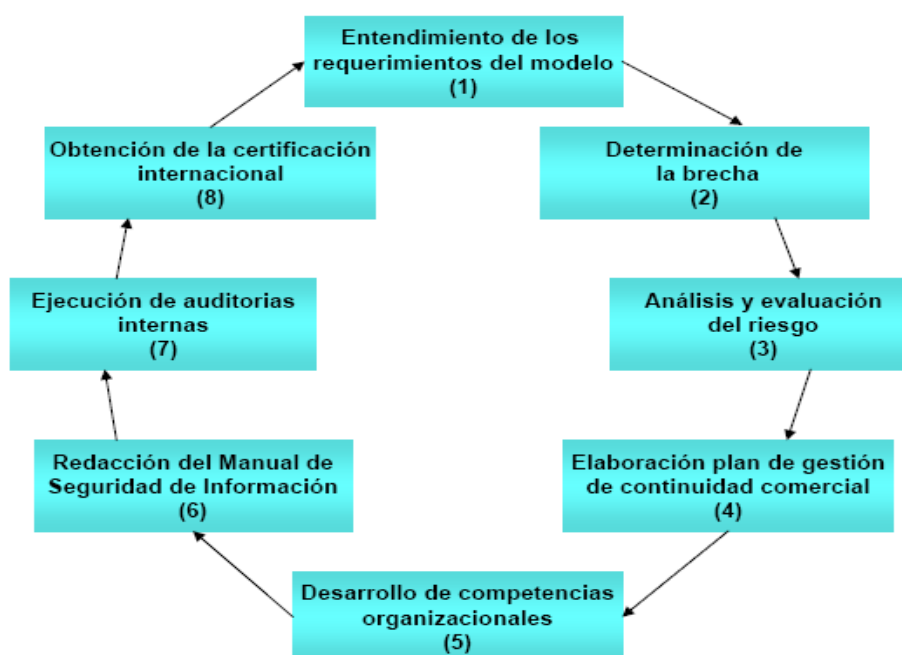 Entendimiento de los
requerimientos del modelo
(1)
Determinación de
la brecha
(2)
Análisis y evaluación
del riesgo
(3)
Elaboración plan de gestión
de continuidad comercial
(4)
Desarrollo de competencias
organizacionales
(5)
Redacción del Manual de
Seguridad de Información
(6)
Ejecución de auditorias
internas
(7)
Obtención de la certificación
internacional
(8)